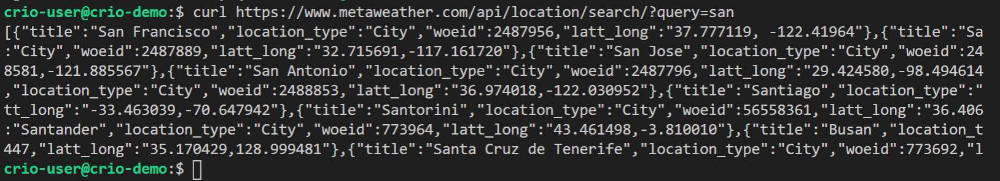 crio-user@crio-demo:$ curl https://www.metaweather.com/api/location/search/?query=san
[{"title":"San Francisco","location_type":"City","woeid":2487956,"latt_long":"37.777119, -122.41964"},{"title":"Sa
:"City","woeid":2487889,"latt_long":"32.715691,-117.161720"},{"title":"San Jose","location_type":"City","woeid":248
8581,-121.885567"},{"title":"San Antonio","location_type":"City","woeid":2487796,"latt_long":"29.424580,-98.494614
,"location_type":"City","woeid":2488853,"latt_long":"36.974018,-122.030952"},{"title":"Santiago","location_type":"
tt_long":"-33.463039,-70.647942"},{"title":"Santorini","location_type":"City","woeid":56558361,"latt_long":"36.406
:"Santander","location_type":"City","woeid":773964,"latt_long":"43.461498,-3.810010"},{"title":"Busan","location_t
447,"latt_long":"35.170429,128.999481"},{"title":"Santa Cruz de Tenerife","location_type":"City","woeid":773692,"l
crio-user@crio-demo:$